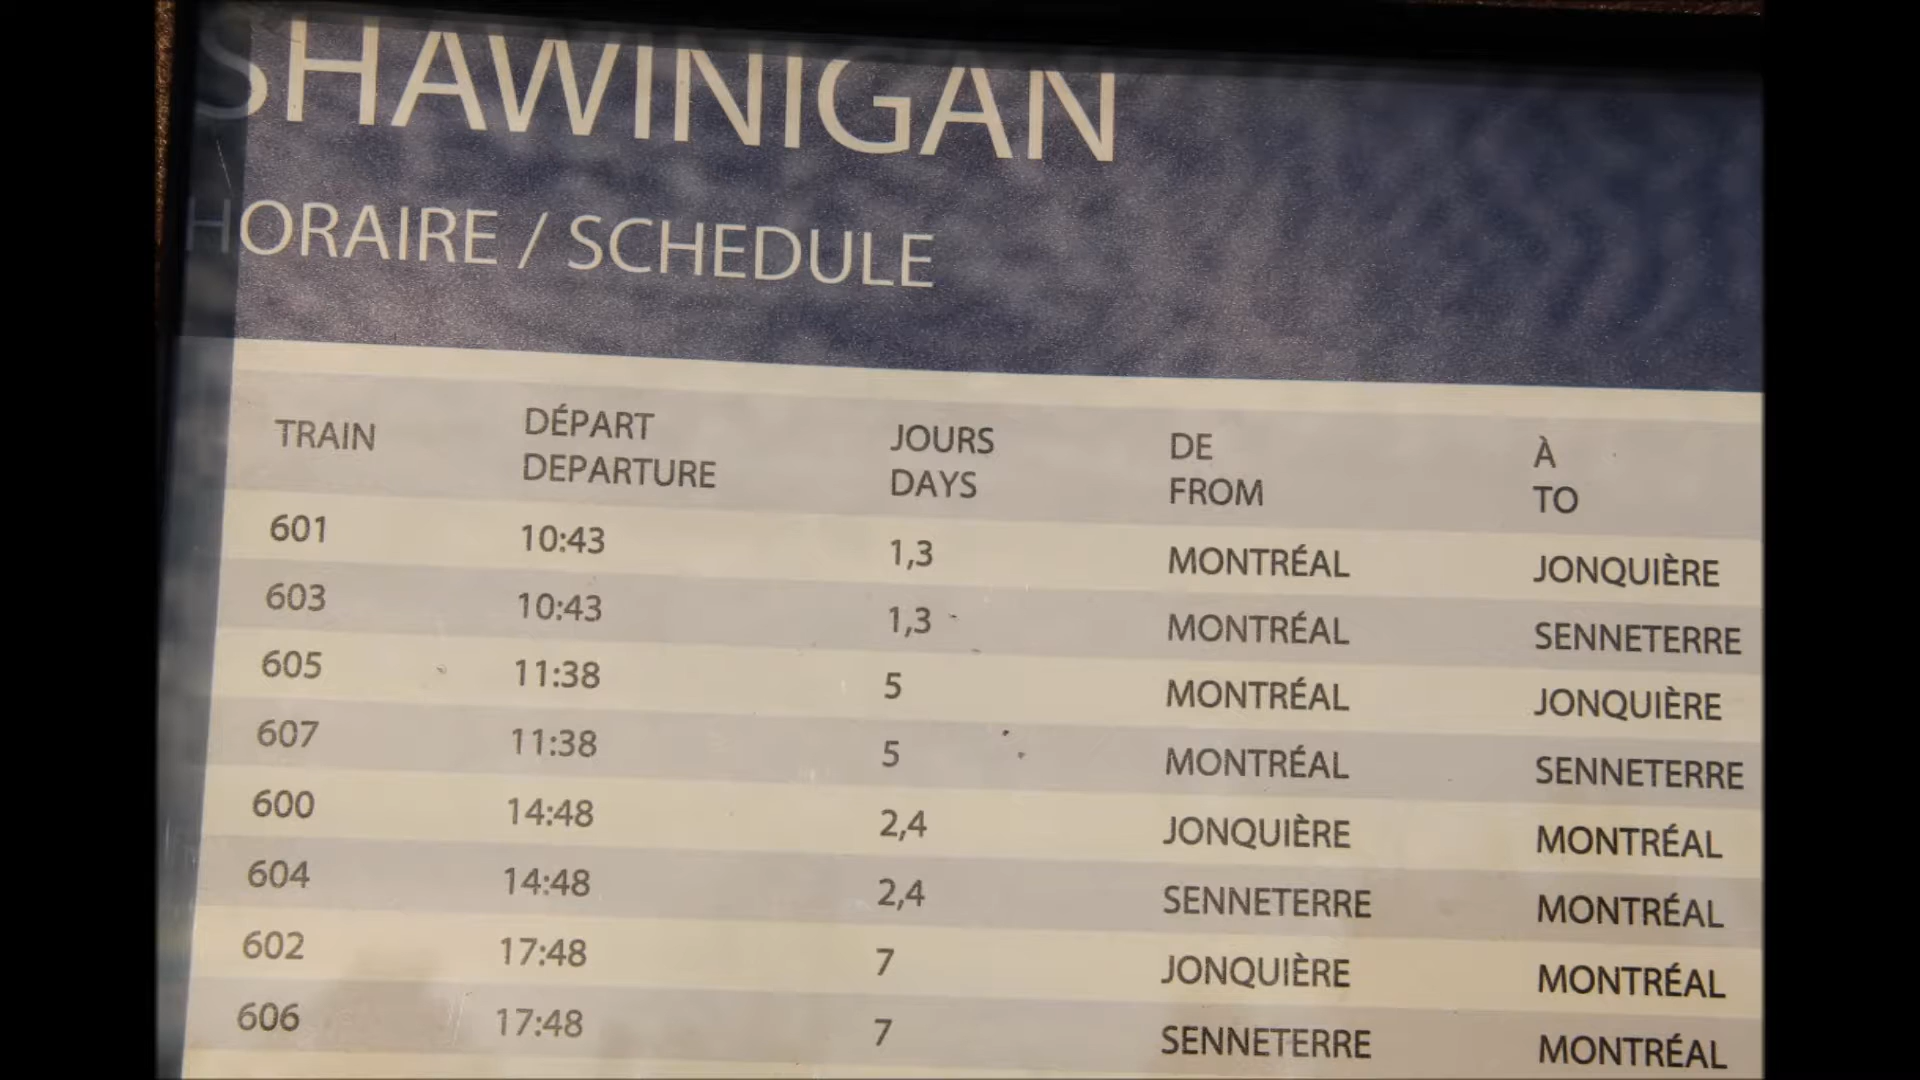 SHAWINIGAN
HORAIRE / SCHEDULE
TRAIN DÉPART JOURS DE À
DEPARTURE DAYS FROM TO
601 10:43 1,3 MONTRÉAL JONQUIÈRE
603 10:43 1,3 MONTRÉAL SENNETERRE
605 11:38 5 MONTRÉAL JONQUIÈRE
607 11:38 5 MONTRÉAL SENNETERRE
600 14:48 2,4 JONQUIÈRE MONTRÉAL
604 14:48 2,4 SENNETERRE MONTRÉAL
602 17:48 7 JONQUIÈRE MONTRÉAL
606 17:48 7 SENNETERRE MONTRÉAL